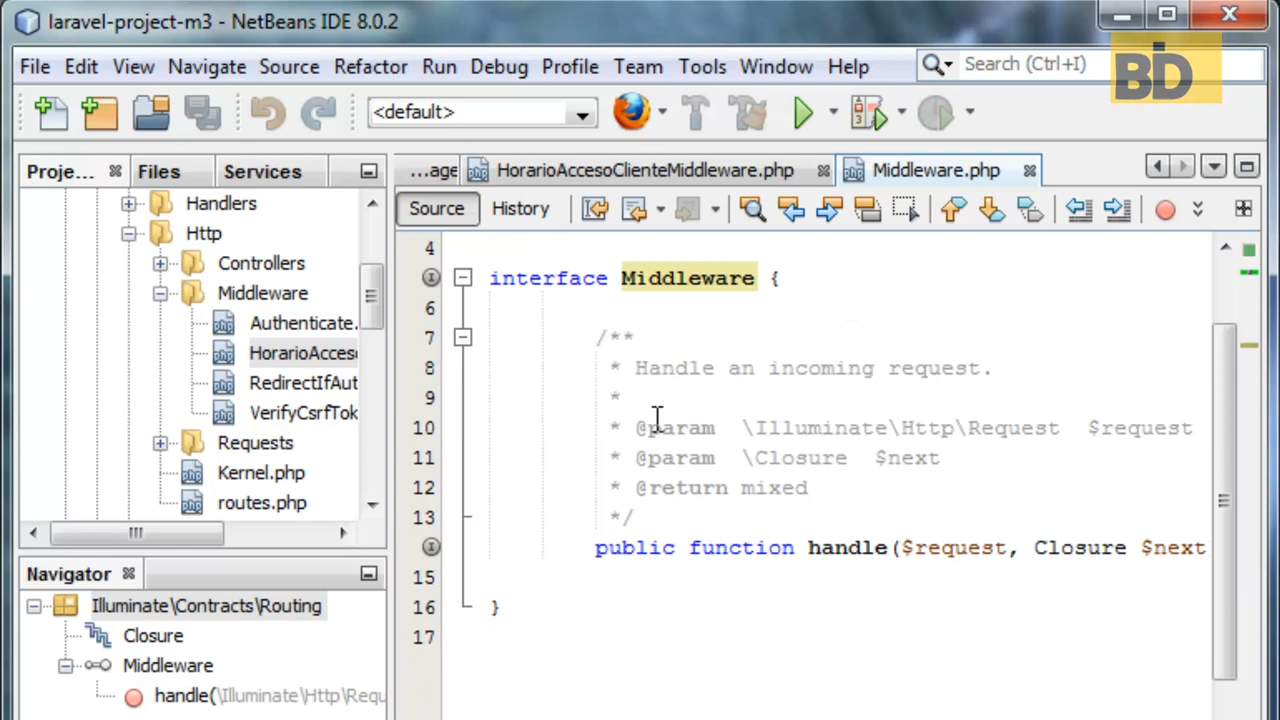 laravel-project-m3 - NetBeans IDE 8.0.2
File Edit View Navigate Source Refactor Run Debug Profile Team Tools Window Help
Search (Ctrl+I)
BID
<default>
Proje... Files Services
...age HorarioAccesoClienteMiddleware.php Middleware.php
Source History
Handlers
Http
Controllers
Middleware
Authenticate.
HorarioAcceso
RedirectIfAut
VerifyCsrfTok
Requests
Kernel.php
routes.php
Navigator
Illuminate\Contracts\Routing
Closure
Middleware
handle(\Illuminate\Http\Requ
4
interface Middleware {
6
7 /**
8 * Handle an incoming request.
9 *
10 * @param \Illuminate\Http\Request $request
11 * @param \Closure $next
12 * @return mixed
13 */
public function handle($request, Closure $next
15
16 }
17